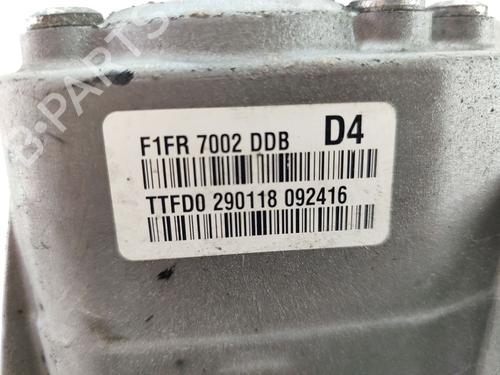 B-PARTS
F1FR 7002 DDB D4
TTFD0 290118 092416